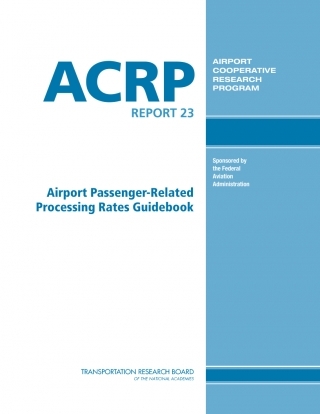 ACRP
REPORT 23
AIRPORT
COOPERATIVE
RESEARCH
PROGRAM
Sponsored by
the Federal
Aviation
Administration
Airport Passenger-Related
Processing Rates Guidebook
TRANSPORTATION RESEARCH BOARD
OF THE NATIONAL ACADEMIES